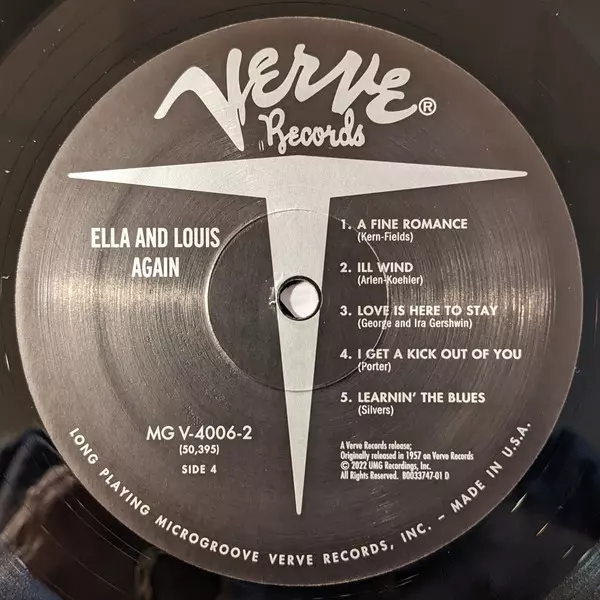 Verve®
Records
ELLA AND LOUIS
AGAIN
1. A FINE ROMANCE
(Kern-Fields)
2. ILL WIND
(Arlen-Koehler)
3. LOVE IS HERE TO STAY
(George and Ira Gershwin)
4. I GET A KICK OUT OF YOU
(Porter)
5. LEARNIN' THE BLUES
(Silvers)
MG V-4006-2
(50,395)
SIDE 4
A Verve Records release;
Originally released in 1957 on Verve Records
© 2022 UMG Recordings, Inc.
All Rights Reserved. B0033747-01 D
LONG PLAYING MICROGROOVE VERVE RECORDS, INC. – MADE IN U.S.A.